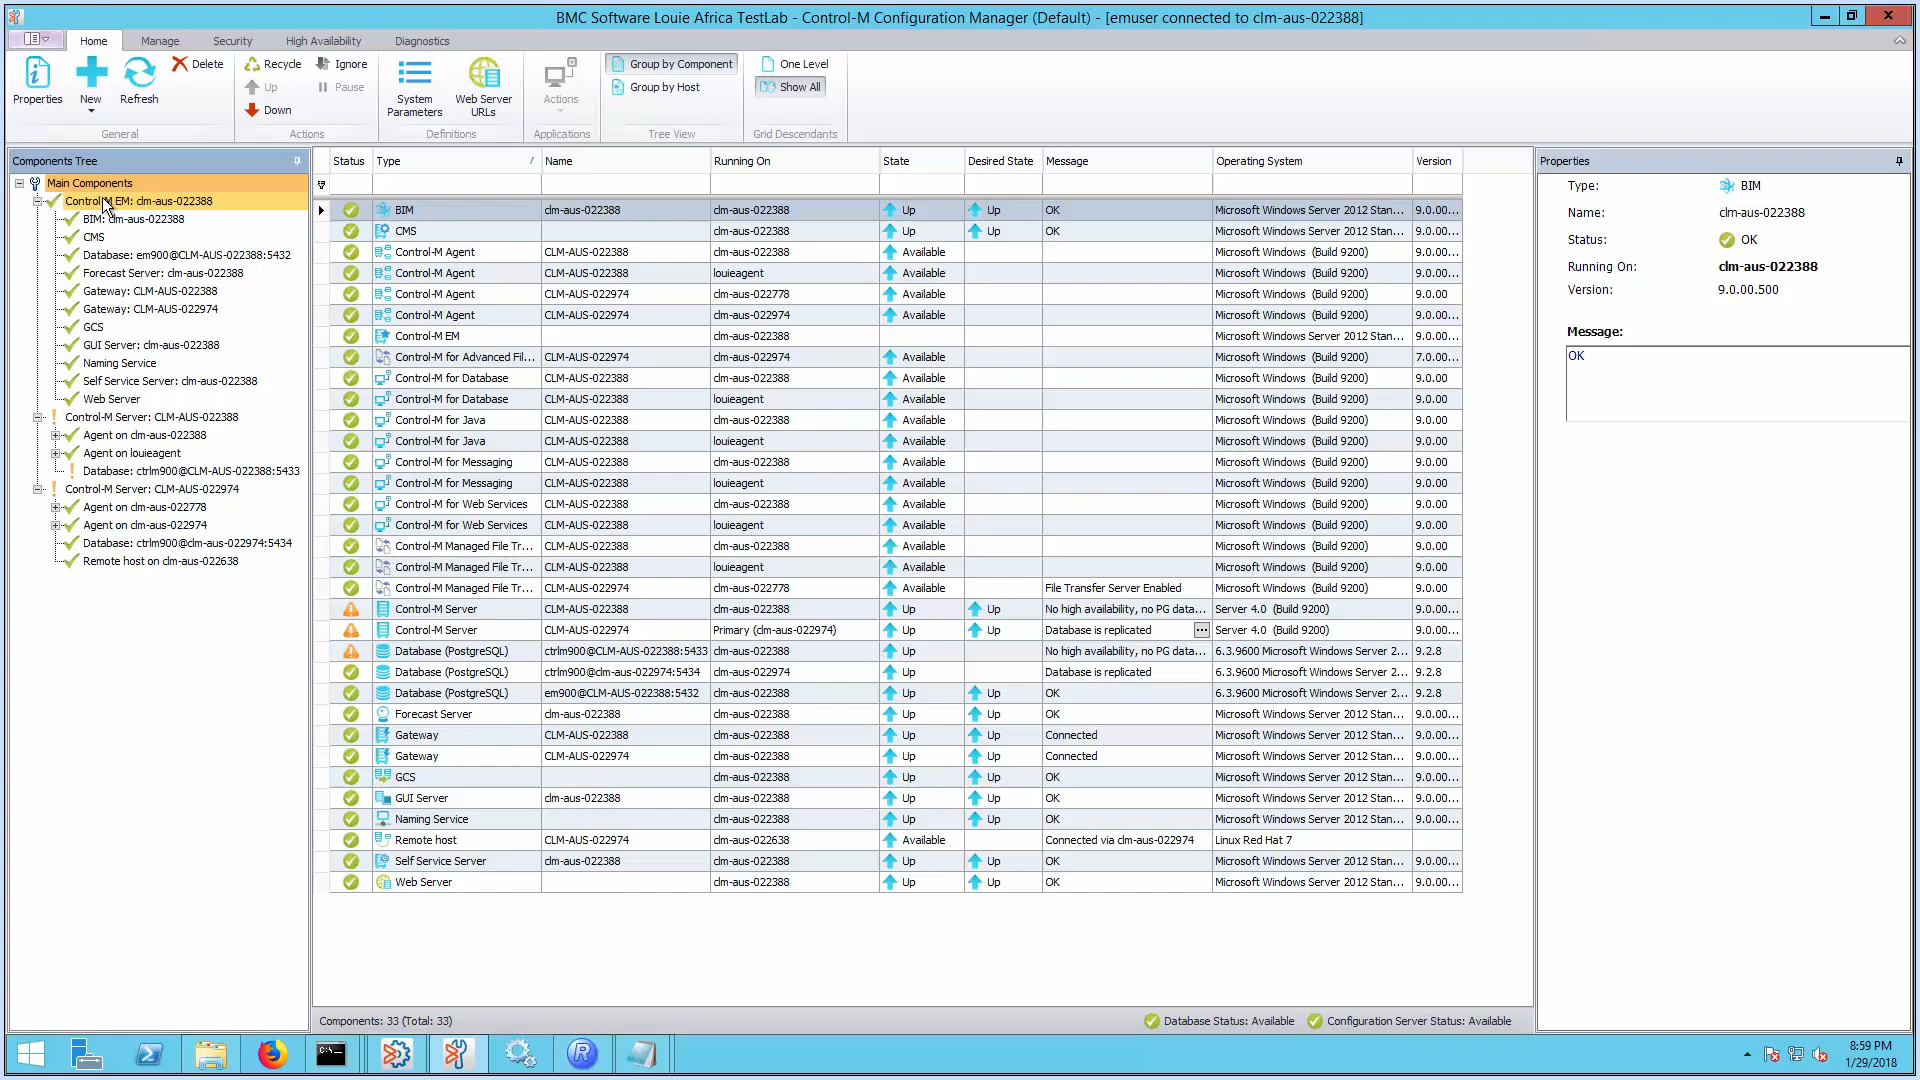 BMC Software Louie Africa TestLab - Control-M Configuration Manager (Default) - [emuser connected to clm-aus-022388]
Home Manage Security High Availability Diagnostics
Properties New Refresh Delete Recycle Ignore Up Pause Down System Parameters Web Server URLs Actions Group by Component Group by Host One Level Show All
General Actions Definitions Applications Tree View Grid Descendants
Components Tree
Main Components
Control-M EM: clm-aus-022388
BIM: clm-aus-022388
CMS
Database: em900@CLM-AUS-022388:5432
Forecast Server: clm-aus-022388
Gateway: CLM-AUS-022388
Gateway: CLM-AUS-022974
GCS
GUI Server: clm-aus-022388
Naming Service
Self Service Server: clm-aus-022388
Web Server
Control-M Server: CLM-AUS-022388
Agent on clm-aus-022388
Agent on louieagent
Database: ctrlm900@CLM-AUS-022388:5433
Control-M Server: CLM-AUS-022974
Agent on clm-aus-022778
Agent on clm-aus-022974
Database: ctrlm900@clm-aus-022974:5434
Remote host on clm-aus-022638
Status Type Name Running On State Desired State Message Operating System Version
BIM clm-aus-022388 clm-aus-022388 Up Up OK Microsoft Windows Server 2012 Stan... 9.0.00...
CMS clm-aus-022388 Up Up OK Microsoft Windows Server 2012 Stan... 9.0.00...
Control-M Agent CLM-AUS-022388 clm-aus-022388 Available Microsoft Windows (Build 9200) 9.0.00
Control-M Agent CLM-AUS-022388 louieagent Available Microsoft Windows (Build 9200) 9.0.00
Control-M Agent CLM-AUS-022974 clm-aus-022778 Available Microsoft Windows (Build 9200) 9.0.00
Control-M Agent CLM-AUS-022974 clm-aus-022974 Available Microsoft Windows (Build 9200) 9.0.00
Control-M EM clm-aus-022388 Microsoft Windows Server 2012 Stan... 9.0.00...
Control-M for Advanced Fil... CLM-AUS-022974 clm-aus-022974 Available Microsoft Windows (Build 9200) 7.0.00...
Control-M for Database CLM-AUS-022388 clm-aus-022388 Available Microsoft Windows (Build 9200) 9.0.00
Control-M for Database CLM-AUS-022388 louieagent Available Microsoft Windows (Build 9200) 9.0.00
Control-M for Java CLM-AUS-022388 clm-aus-022388 Available Microsoft Windows (Build 9200) 9.0.00
Control-M for Java CLM-AUS-022388 louieagent Available Microsoft Windows (Build 9200) 9.0.00
Control-M for Messaging CLM-AUS-022388 clm-aus-022388 Available Microsoft Windows (Build 9200) 9.0.00
Control-M for Messaging CLM-AUS-022388 louieagent Available Microsoft Windows (Build 9200) 9.0.00
Control-M for Web Services CLM-AUS-022388 clm-aus-022388 Available Microsoft Windows (Build 9200) 9.0.00
Control-M for Web Services CLM-AUS-022388 louieagent Available Microsoft Windows (Build 9200) 9.0.00
Control-M Managed File Tr... CLM-AUS-022388 clm-aus-022388 Available Microsoft Windows (Build 9200) 9.0.00
Control-M Managed File Tr... CLM-AUS-022388 louieagent Available Microsoft Windows (Build 9200) 9.0.00
Control-M Managed File Tr... CLM-AUS-022974 clm-aus-022778 Available File Transfer Server Enabled Microsoft Windows (Build 9200) 9.0.00
Control-M Server CLM-AUS-022388 clm-aus-022388 Up Up No high availability, no PG data... Server 4.0 (Build 9200) 9.0.00...
Control-M Server CLM-AUS-022974 Primary (clm-aus-022974) Up Up Database is replicated ... Server 4.0 (Build 9200) 9.0.00...
Database (PostgreSQL) ctrlm900@CLM-AUS-022388:5433 clm-aus-022388 Up No high availability, no PG data... 6.3.9600 Microsoft Windows Server 2... 9.2.8
Database (PostgreSQL) ctrlm900@clm-aus-022974:5434 clm-aus-022974 Up Database is replicated 6.3.9600 Microsoft Windows Server 2... 9.2.8
Database (PostgreSQL) em900@CLM-AUS-022388:5432 clm-aus-022388 Up Up OK 6.3.9600 Microsoft Windows Server 2... 9.2.8
Forecast Server clm-aus-022388 clm-aus-022388 Up Up OK Microsoft Windows Server 2012 Stan... 9.0.00...
Gateway CLM-AUS-022388 clm-aus-022388 Up Up Connected Microsoft Windows Server 2012 Stan... 9.0.00...
Gateway CLM-AUS-022974 clm-aus-022388 Up Up Connected Microsoft Windows Server 2012 Stan... 9.0.00...
GCS clm-aus-022388 Up Up OK Microsoft Windows Server 2012 Stan... 9.0.00...
GUI Server clm-aus-022388 clm-aus-022388 Up Up OK Microsoft Windows Server 2012 Stan... 9.0.00...
Naming Service clm-aus-022388 Up Up OK Microsoft Windows Server 2012 Stan... 9.0.00...
Remote host CLM-AUS-022974 clm-aus-022638 Available Connected via clm-aus-022974 Linux Red Hat 7
Self Service Server clm-aus-022388 clm-aus-022388 Up Up OK Microsoft Windows Server 2012 Stan... 9.0.00...
Web Server clm-aus-022388 Up Up OK Microsoft Windows Server 2012 Stan... 9.0.00...
Components: 33 (Total: 33) Database Status: Available Configuration Server Status: Available
Properties
Type: BIM
Name: clm-aus-022388
Status: OK
Running On: clm-aus-022388
Version: 9.0.00.500
Message:
OK
8:59 PM
1/29/2018